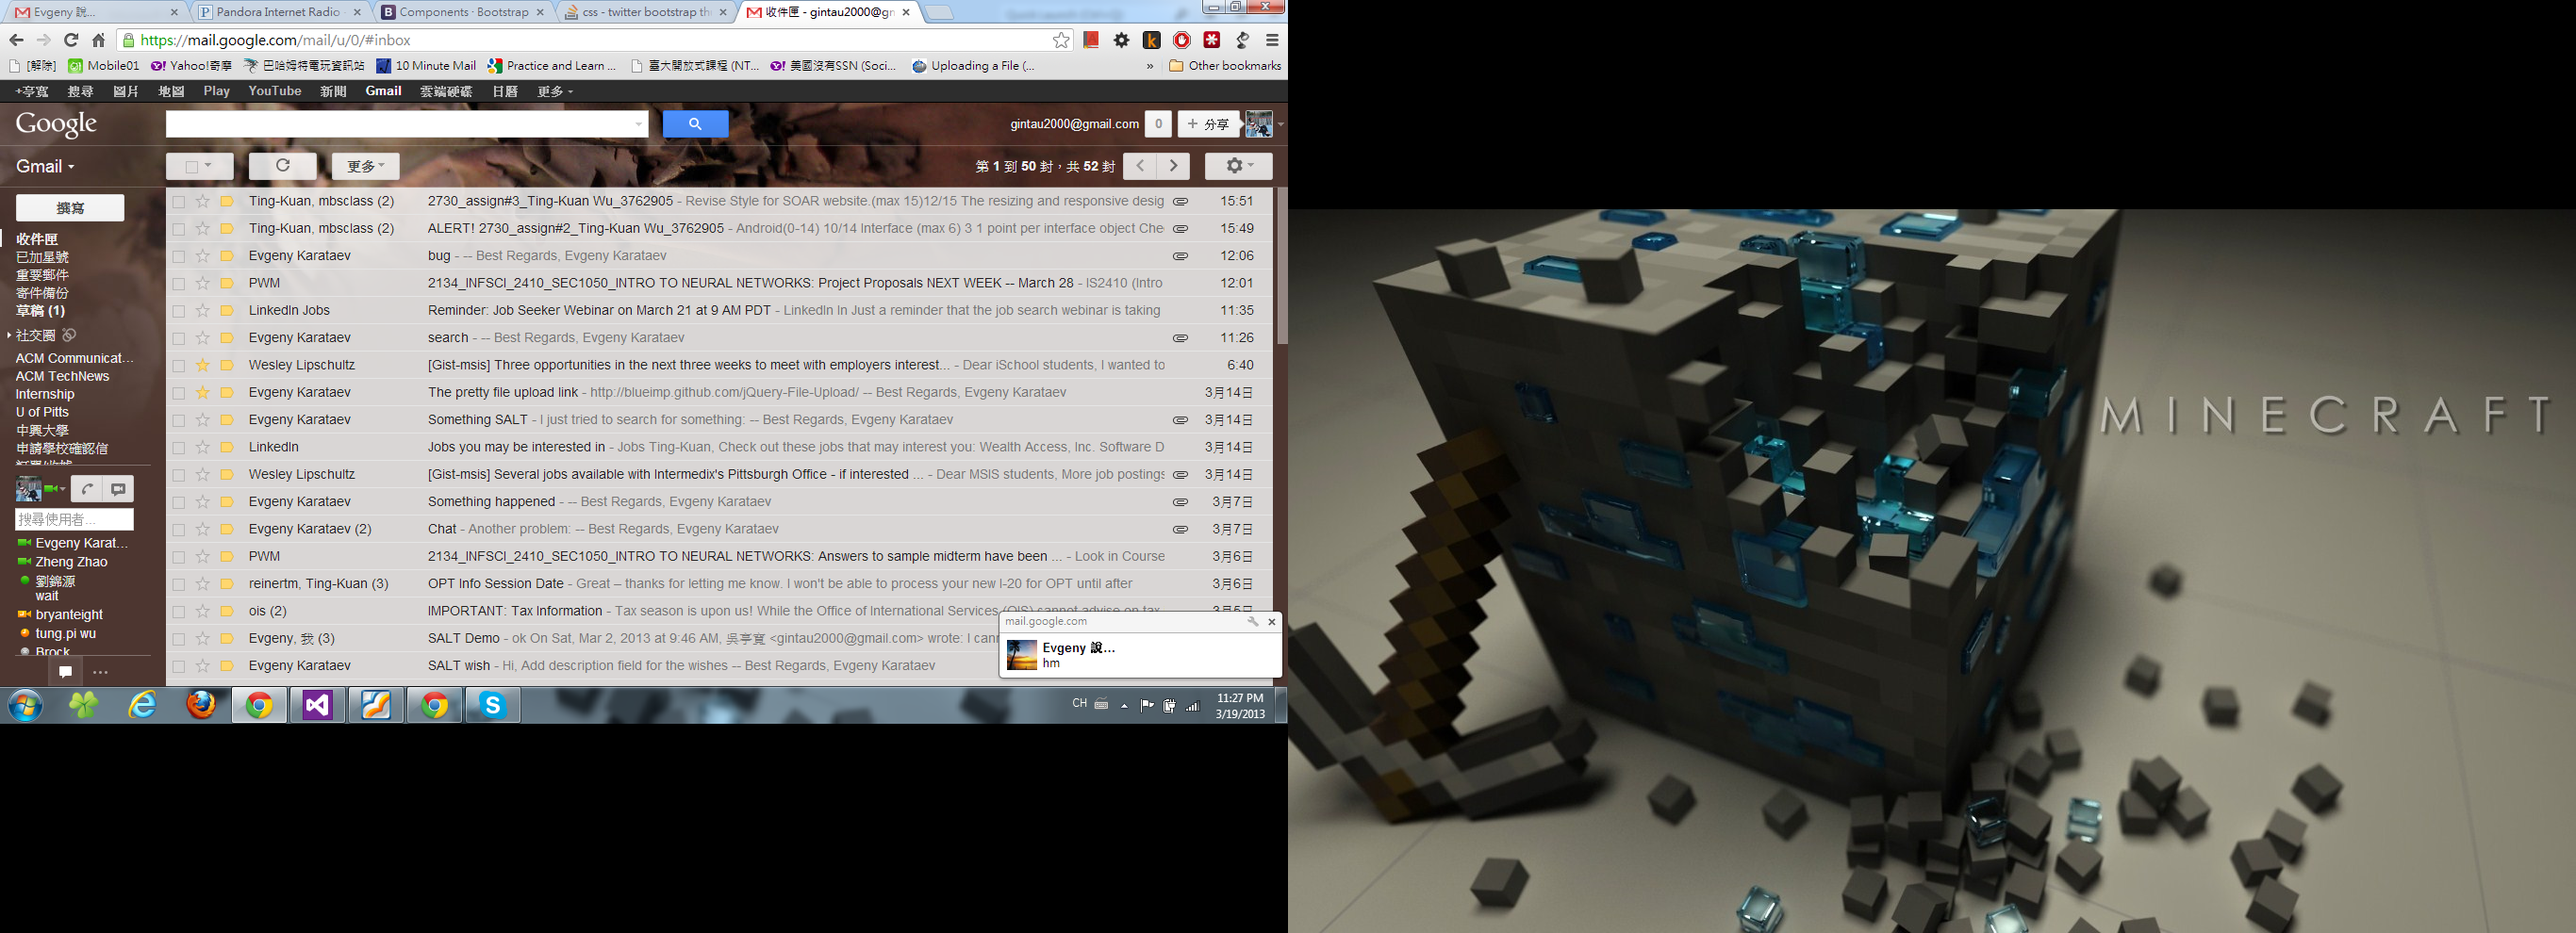 Evgeny 說...
Pandora Internet Radio
Components · Bootstrap
css - twitter bootstrap th
收件匣 - gintau2000@gm
https://mail.google.com/mail/u/0/#inbox
[解除] Mobile01 Yahoo!奇摩 巴哈姆特電玩資訊站 10 Minute Mail Practice and Learn ... 臺大開放式課程 (NT... 美國沒有SSN (Soci... Uploading a File (... » Other bookmarks
+亭寬 搜尋 圖片 地圖 Play YouTube 新聞 Gmail 雲端硬碟 日曆 更多
Google
gintau2000@gmail.com 0 + 分享
Gmail
更多
第 1 到 50 封，共 52 封
撰寫
收件匣
已加星號
重要郵件
寄件備份
草稿 (1)
社交圈
ACM Communicat...
ACM TechNews
Internship
U of Pitts
中興大學
申請學校確認信
搜尋使用者...
Evgeny Karat...
Zheng Zhao
劉錦源
wait
bryanteight
tung.pi wu
Brock
Ting-Kuan, mbsclass (2) 2730_assign#3_Ting-Kuan Wu_3762905 - Revise Style for SOAR website.(max 15)12/15 The resizing and responsive desig 15:51
Ting-Kuan, mbsclass (2) ALERT! 2730_assign#2_Ting-Kuan Wu_3762905 - Android(0-14) 10/14 Interface (max 6) 3 1 point per interface object Che 15:49
Evgeny Karataev bug - -- Best Regards, Evgeny Karataev 12:06
PWM 2134_INFSCI_2410_SEC1050_INTRO TO NEURAL NETWORKS: Project Proposals NEXT WEEK -- March 28 - IS2410 (Intro 12:01
LinkedIn Jobs Reminder: Job Seeker Webinar on March 21 at 9 AM PDT - LinkedIn In Just a reminder that the job search webinar is taking 11:35
Evgeny Karataev search - -- Best Regards, Evgeny Karataev 11:26
Wesley Lipschultz [Gist-msis] Three opportunities in the next three weeks to meet with employers interest... - Dear iSchool students, I wanted to 6:40
Evgeny Karataev The pretty file upload link - http://blueimp.github.com/jQuery-File-Upload/ -- Best Regards, Evgeny Karataev 3月14日
Evgeny Karataev Something SALT - I just tried to search for something: -- Best Regards, Evgeny Karataev 3月14日
LinkedIn Jobs you may be interested in - Jobs Ting-Kuan, Check out these jobs that may interest you: Wealth Access, Inc. Software D 3月14日
Wesley Lipschultz [Gist-msis] Several jobs available with Intermedix's Pittsburgh Office - if interested ... - Dear MSIS students, More job postings 3月14日
Evgeny Karataev Something happened - -- Best Regards, Evgeny Karataev 3月7日
Evgeny Karataev (2) Chat - Another problem: -- Best Regards, Evgeny Karataev 3月7日
PWM 2134_INFSCI_2410_SEC1050_INTRO TO NEURAL NETWORKS: Answers to sample midterm have been ... - Look in Course 3月6日
reinertm, Ting-Kuan (3) OPT Info Session Date - Great – thanks for letting me know. I won't be able to process your new I-20 for OPT until after 3月6日
ois (2) IMPORTANT: Tax Information - Tax season is upon us! While the Office of International Services (OIS) cannot advise on tax 3月5日
Evgeny, 我 (3) SALT Demo - ok On Sat, Mar 2, 2013 at 9:46 AM, 吳亭寬 <gintau2000@gmail.com> wrote: I cann
Evgeny Karataev SALT wish - Hi, Add description field for the wishes -- Best Regards, Evgeny Karataev
mail.google.com
Evgeny 說...
hm
CH
11:27 PM
3/19/2013
MINECRAFT